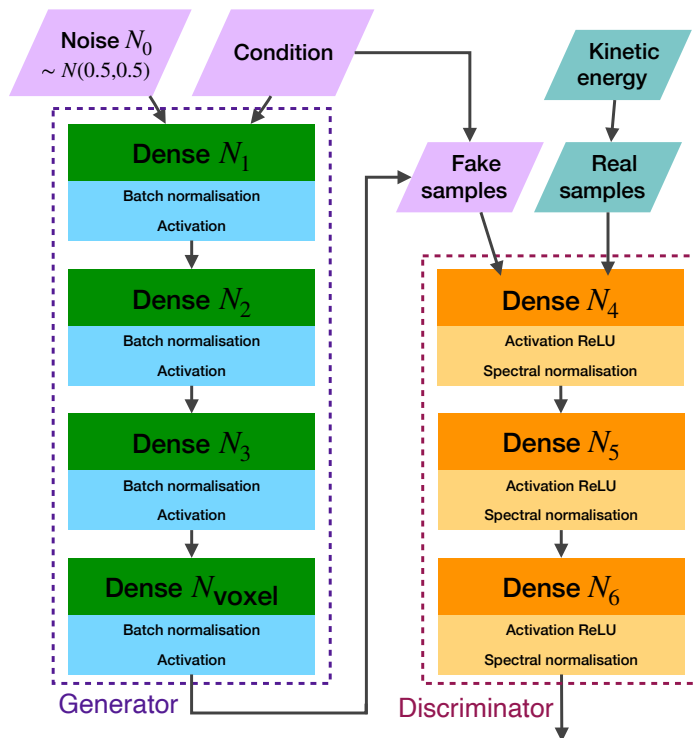 Noise N₀
∼ N(0.5,0.5)
Condition
Kinetic
energy
Fake
samples
Real
samples
Dense N₁
Batch normalisation
Activation
Dense N₂
Batch normalisation
Activation
Dense N₃
Batch normalisation
Activation
Dense Nvoxel
Batch normalisation
Activation
Generator
Dense N₄
Activation ReLU
Spectral normalisation
Dense N₅
Activation ReLU
Spectral normalisation
Dense N₆
Activation ReLU
Spectral normalisation
Discriminator